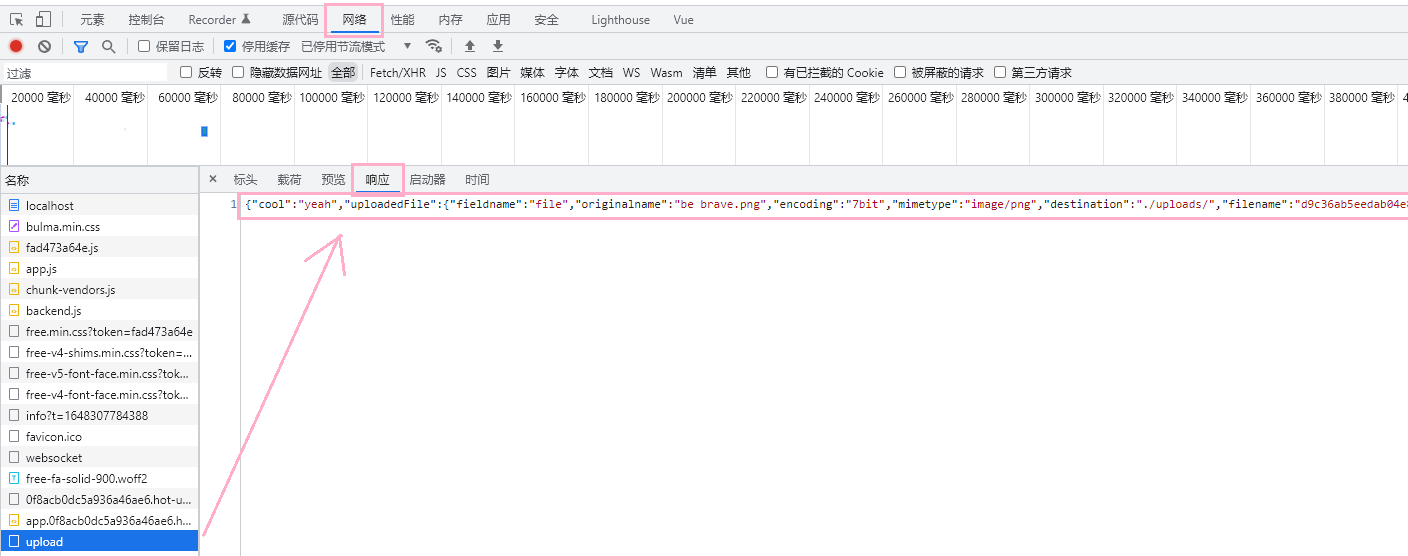 元素 控制台 Recorder 源代码 网络 性能 内存 应用 安全 Lighthouse Vue
保留日志 停用缓存 已停用节流模式
过滤 反转 隐藏数据网址 全部 Fetch/XHR JS CSS 图片 媒体 字体 文档 WS Wasm 清单 其他 有已拦截的 Cookie 被屏蔽的请求 第三方请求
20000 毫秒 40000 毫秒 60000 毫秒 80000 毫秒 100000 毫秒 120000 毫秒 140000 毫秒 160000 毫秒 180000 毫秒 200000 毫秒 220000 毫秒 240000 毫秒 260000 毫秒 280000 毫秒 300000 毫秒 320000 毫秒 340000 毫秒 360000 毫秒 380000 毫秒 4
名称 × 标头 载荷 预览 响应 启动器 时间
1 {"cool":"yeah","uploadedFile":{"fieldname":"file","originalname":"be brave.png","encoding":"7bit","mimetype":"image/png","destination":"./uploads/","filename":"d9c36ab5eedab04e8
localhost
bulma.min.css
fad473a64e.js
app.js
chunk-vendors.js
backend.js
free.min.css?token=fad473a64e
free-v4-shims.min.css?token=...
free-v5-font-face.min.css?tok...
free-v4-font-face.min.css?tok...
info?t=1648307784388
favicon.ico
websocket
free-fa-solid-900.woff2
0f8acb0dc5a936a46ae6.hot-u...
app.0f8acb0dc5a936a46ae6.h...
upload